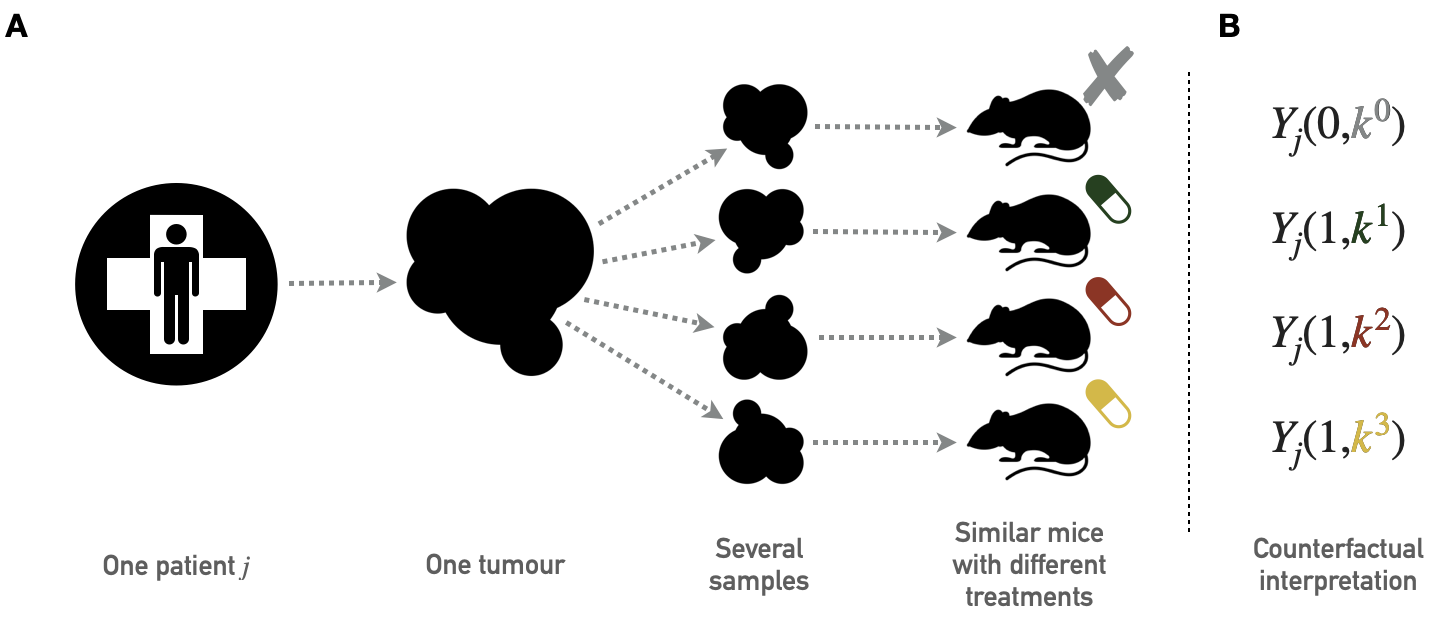 A
B
Y_j(0,k^0)
Y_j(1,k^1)
Y_j(1,k^2)
Y_j(1,k^3)
One patient j
One tumour
Several
samples
Similar mice
with different
treatments
Counterfactual
interpretation